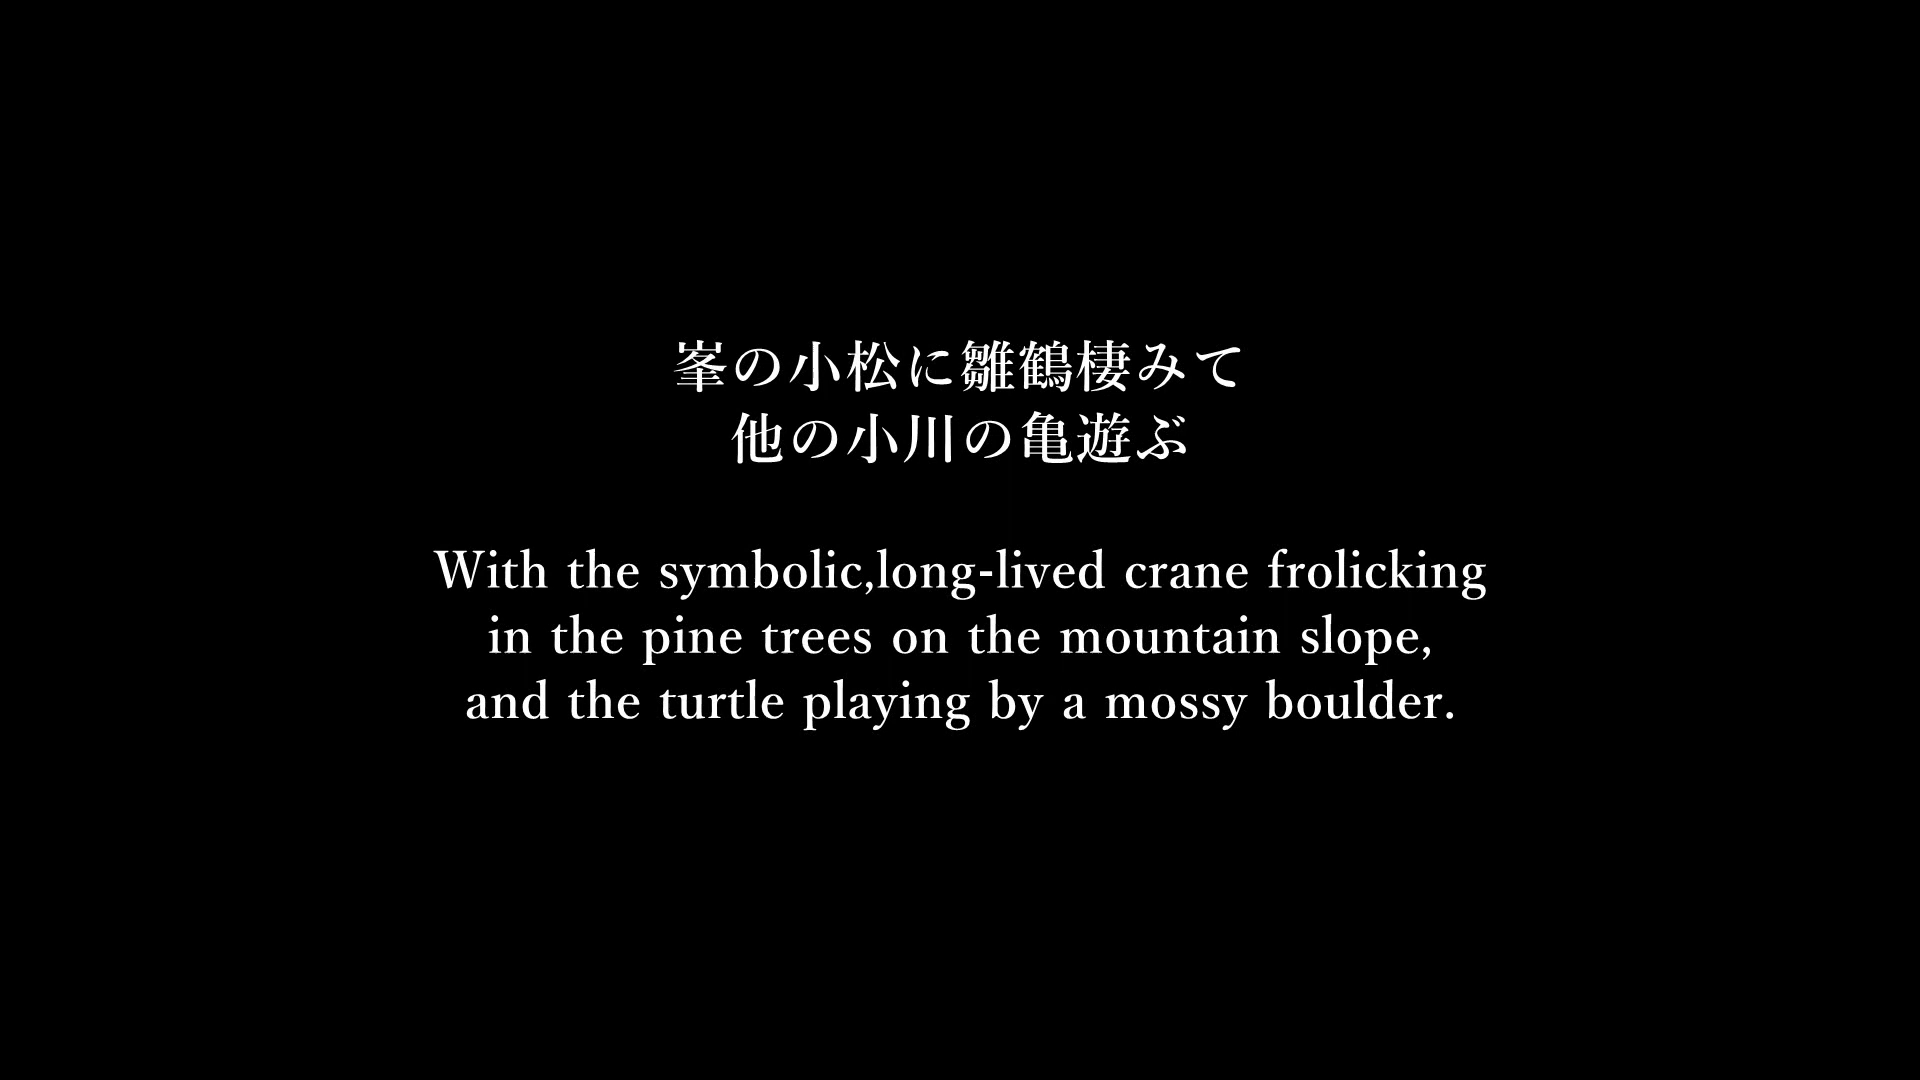 峯の小松に雛鶴棲みて
他の小川の亀遊ぶ
With the symbolic,long-lived crane frolicking
in the pine trees on the mountain slope,
and the turtle playing by a mossy boulder.